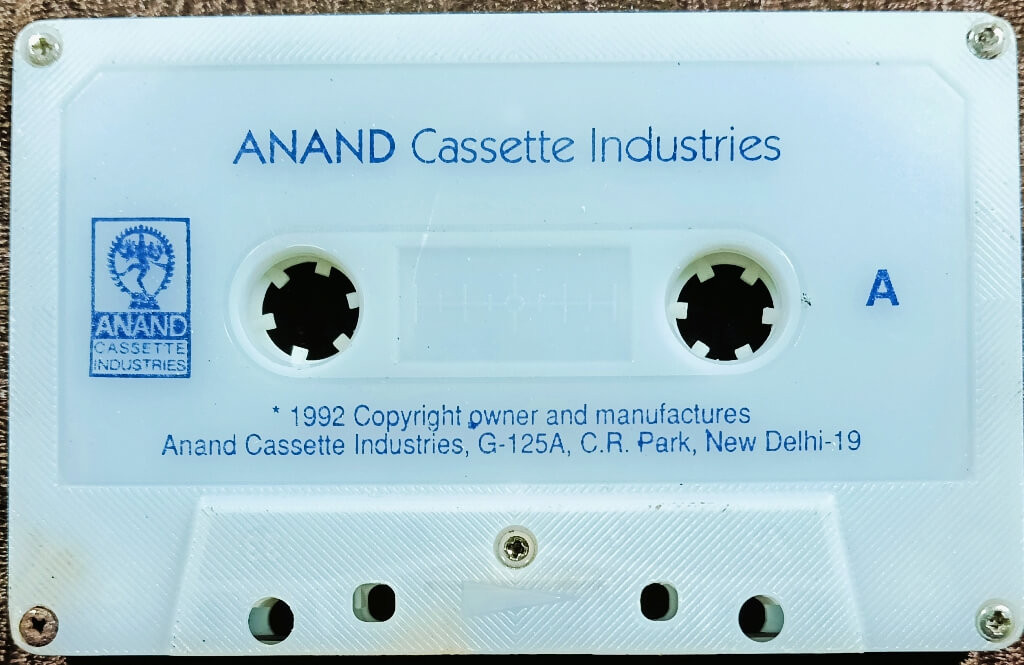 ANAND Cassette Industries
ANAND
CASSETTE
INDUSTRIES
A
* 1992 Copyright owner and manufactures
Anand Cassette Industries, G-125A, C.R. Park, New Delhi-19